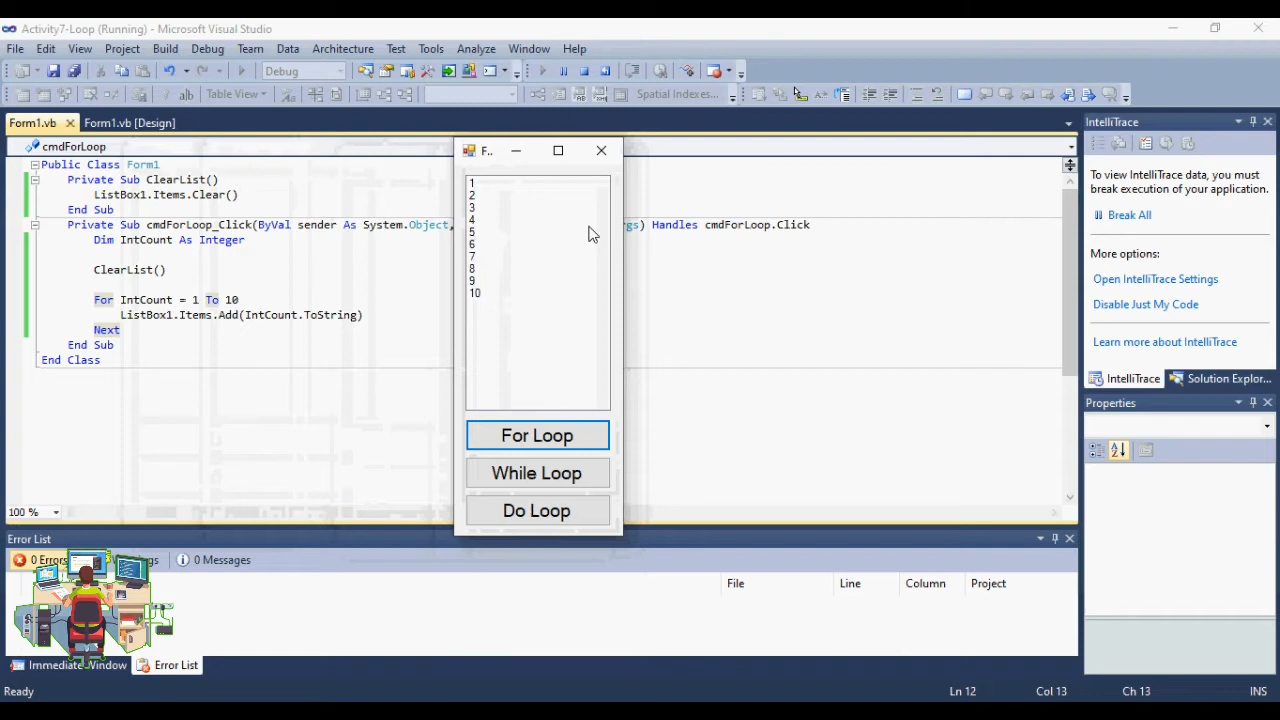 Activity7-Loop (Running) - Microsoft Visual Studio
File Edit View Project Build Debug Team Data Architecture Test Tools Analyze Window Help
Debug
Table View
Spatial Indexes...
Form1.vb
Form1.vb [Design]
cmdForLoop
Public Class Form1
Private Sub ClearList()
ListBox1.Items.Clear()
End Sub
Private Sub cmdForLoop_Click(ByVal sender As System.Object, gs) Handles cmdForLoop.Click
Dim IntCount As Integer
ClearList()
For IntCount = 1 To 10
ListBox1.Items.Add(IntCount.ToString)
Next
End Sub
End Class
100 %
F..
1
2
3
4
5
6
7
8
9
10
For Loop
While Loop
Do Loop
IntelliTrace
To view IntelliTrace data, you must
break execution of your application.
Break All
More options:
Open IntelliTrace Settings
Disable Just My Code
Learn more about IntelliTrace
IntelliTrace
Solution Explor...
Properties
Error List
0 Errors
0 Messages
File Line Column Project
Immediate Window
Error List
Ready
Ln 12 Col 13 Ch 13 INS